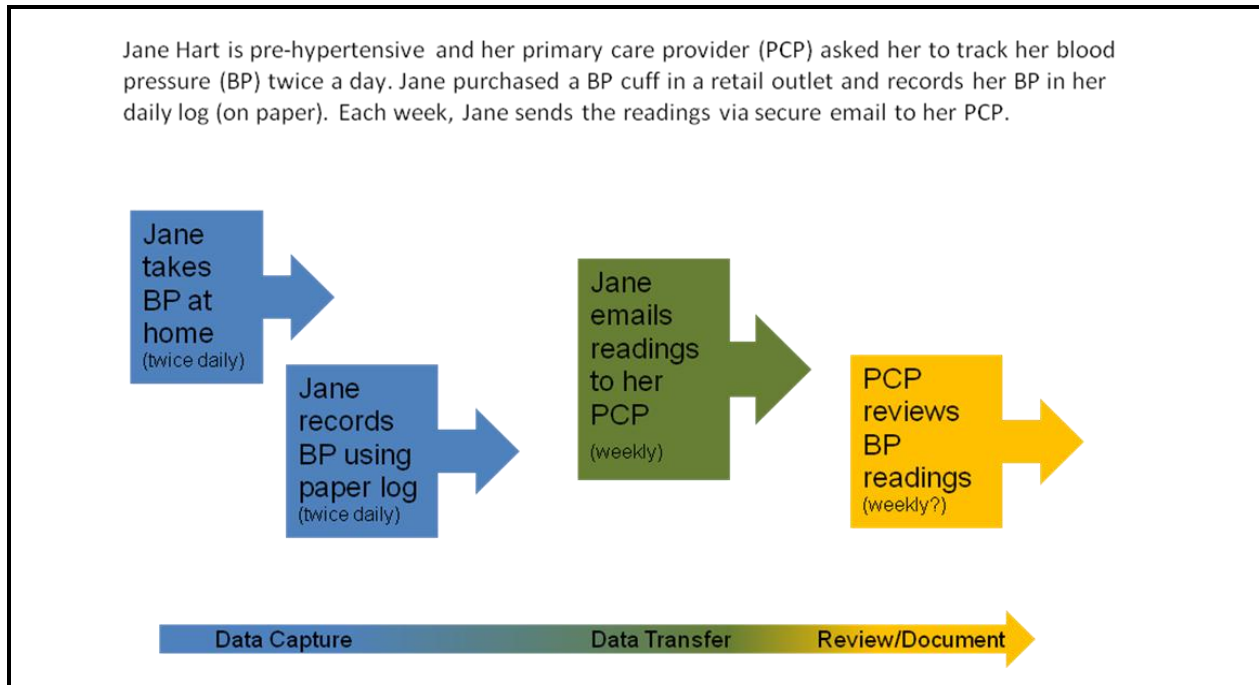 Jane Hart is pre-hypertensive and her primary care provider (PCP) asked her to track her blood
pressure (BP) twice a day. Jane purchased a BP cuff in a retail outlet and records her BP in her
daily log (on paper). Each week, Jane sends the readings via secure email to her PCP.
Jane
takes
BP at
home
(twice daily)
Jane
records
BP using
paper log
(twice daily)
Jane
emails
readings
to her
PCP
(weekly)
PCP
reviews
BP
readings
(weekly?)
Data Capture
Data Transfer
Review/Document